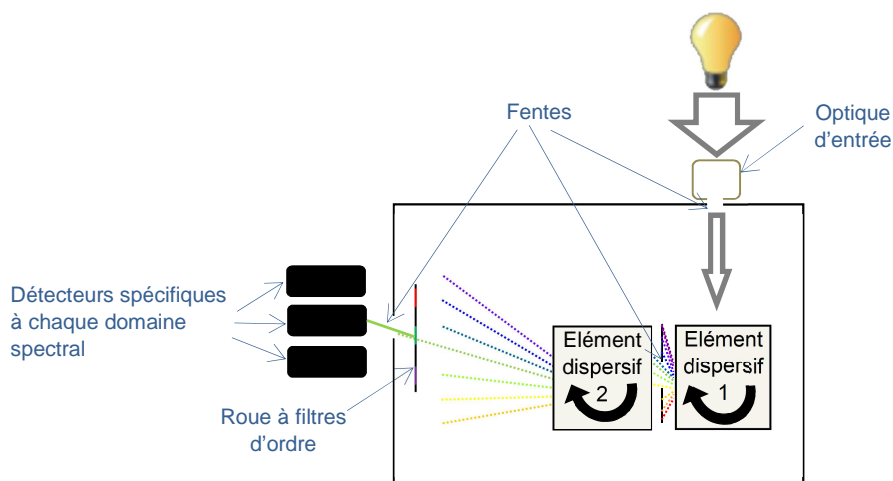 Fentes
Optique
d’entrée
Détecteurs spécifiques
à chaque domaine
spectral
Elément
dispersif
2
Elément
dispersif
1
Roue à filtres
d’ordre